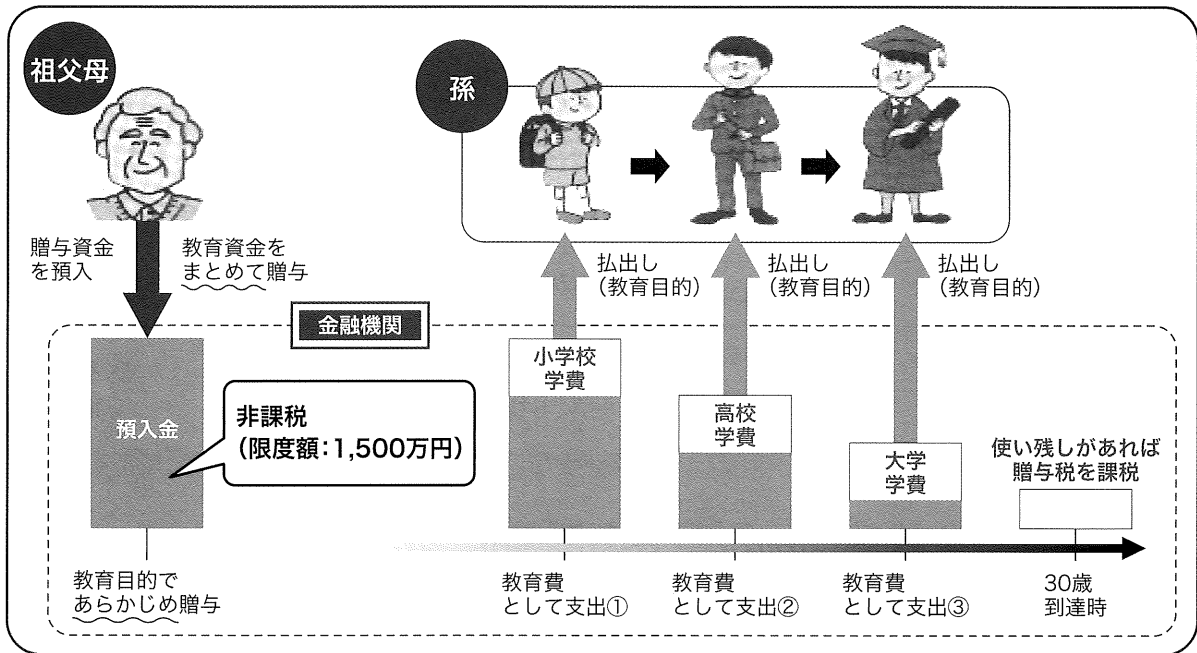 祖父母
孫
贈与資金
を預入
教育資金を
まとめて贈与
払出し
(教育目的)
払出し
(教育目的)
払出し
(教育目的)
金融機関
預入金
非課税
(限度額:1,500万円)
小学校
学費
高校
学費
大学
学費
使い残しがあれば
贈与税を課税
教育目的で
あらかじめ贈与
教育費
として支出①
教育費
として支出②
教育費
として支出③
30歳
到達時